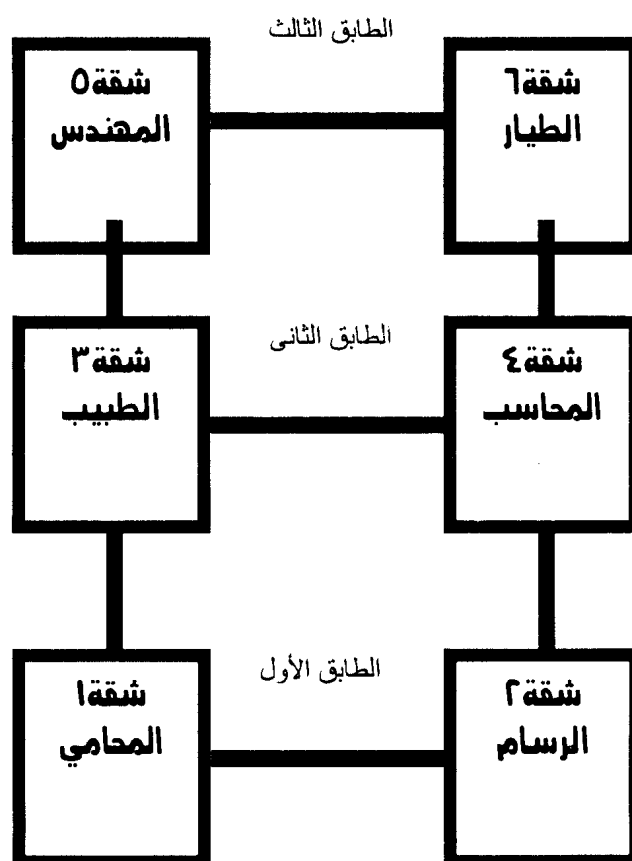 الطابق الثالث
شقة٦
الطيار
شقة٥
المهندس
الطابق الثانى
شقة٤
المحاسب
شقة٣
الطبيب
الطابق الأول
شقة٢
الرسام
شقة١
المحامي